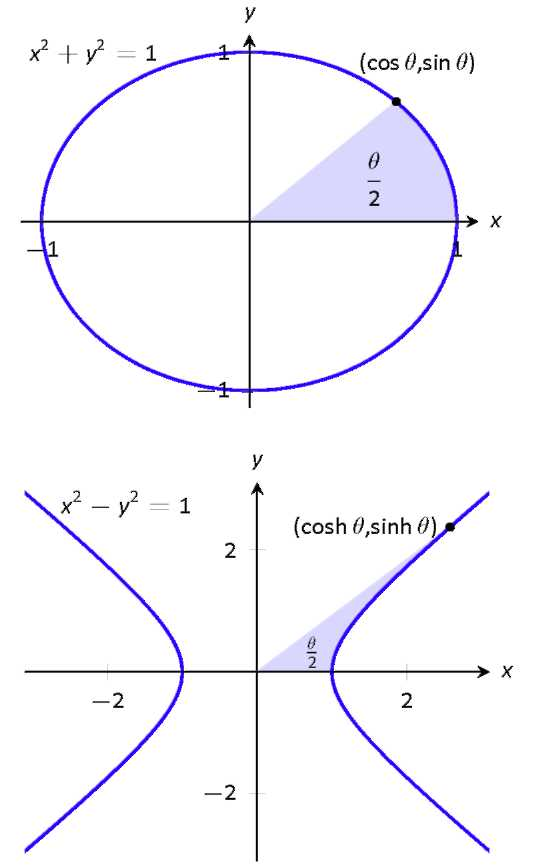 y
x² + y² = 1
1
(cos θ,sin θ)
θ
2
x
−1
1
−1
y
x² − y² = 1
(cosh θ,sinh θ)
2
θ
2
x
−2
2
−2